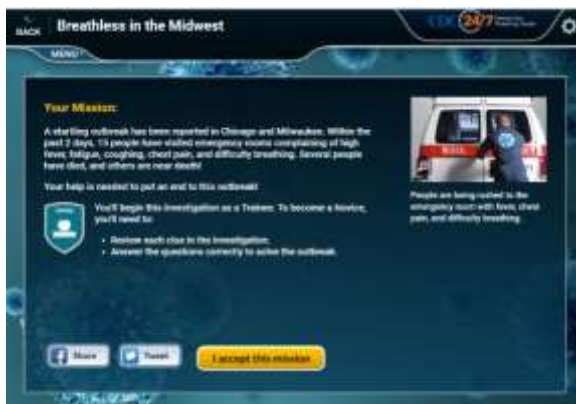 BACK
Breathless in the Midwest
CDC 24/7
MENU
Your Mission:
A startling outbreak has been reported in Chicago and Milwaukee. Within the
past 2 days, 15 people have visited emergency rooms complaining of high
fever, fatigue, coughing, chest pain, and difficulty breathing. Several people
have died, and others are near death!
Your help is needed to put an end to this outbreak!
You'll begin this investigation as a Trainee. To become a Novice,
you'll need to:
• Review each clue in the investigation.
• Answer the questions correctly to solve the outbreak.
People are being rushed to the
emergency room with fever, chest
pain, and difficulty breathing.
Share
Tweet
I accept this mission